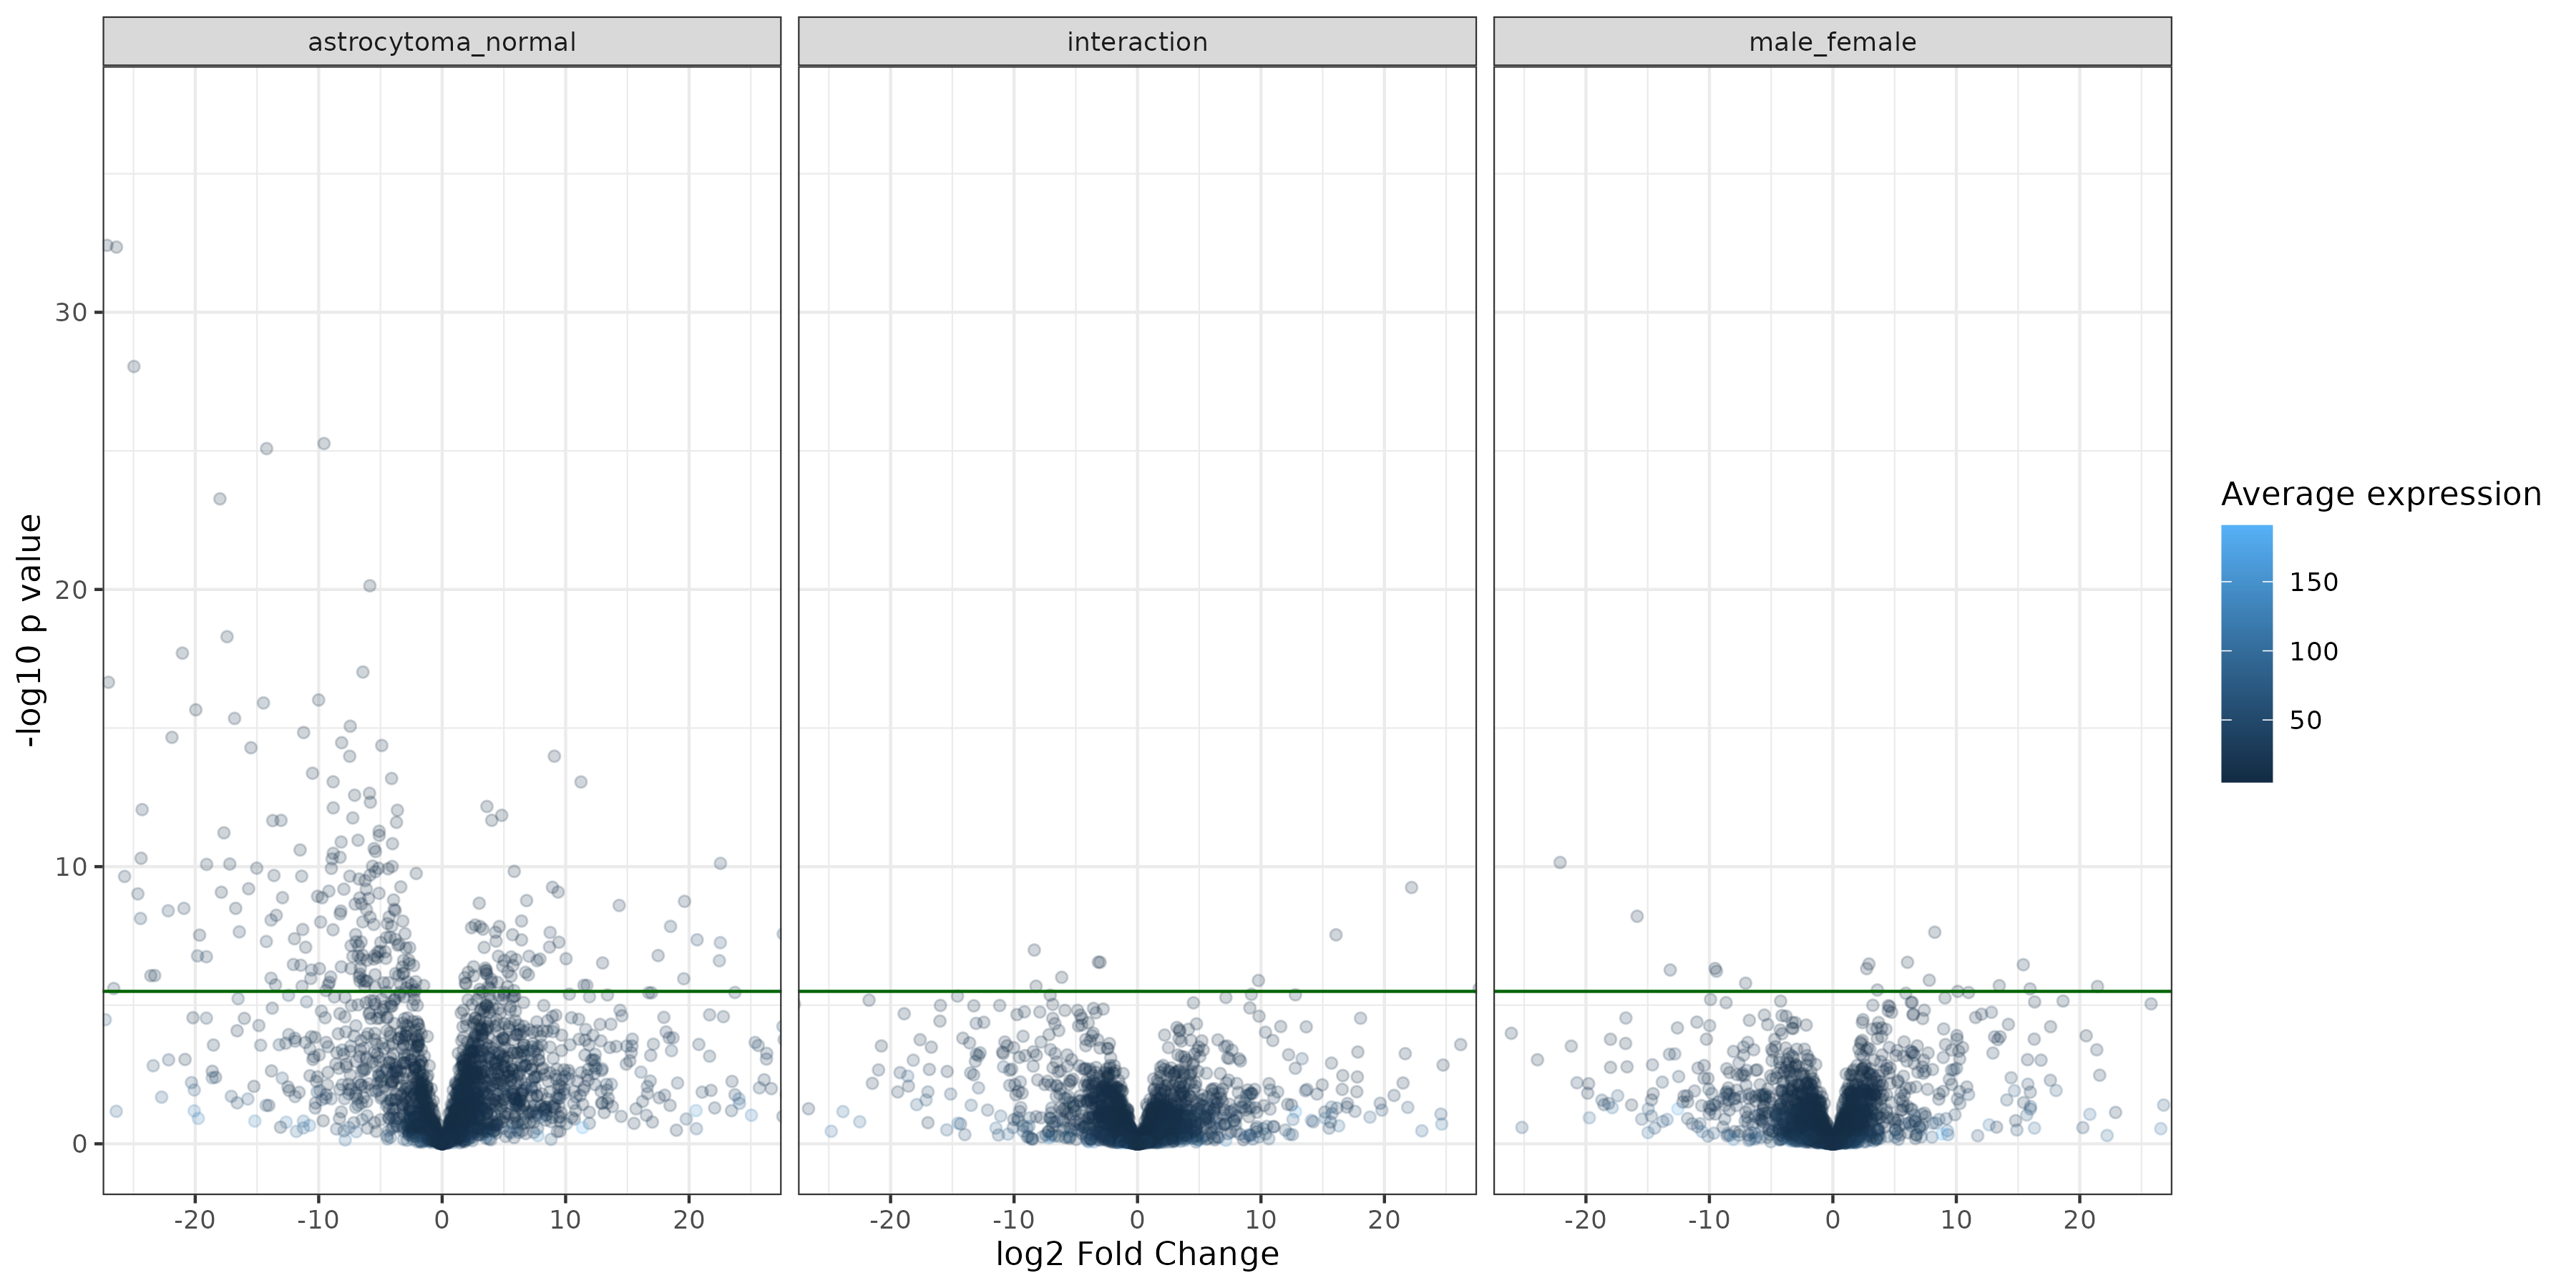 astrocytoma_normal
interaction
male_female
-log10 p value
30
20
10
0
-20 -10 0 10 20
-20 -10 0 10 20
-20 -10 0 10 20
log2 Fold Change
Average expression
150
100
50